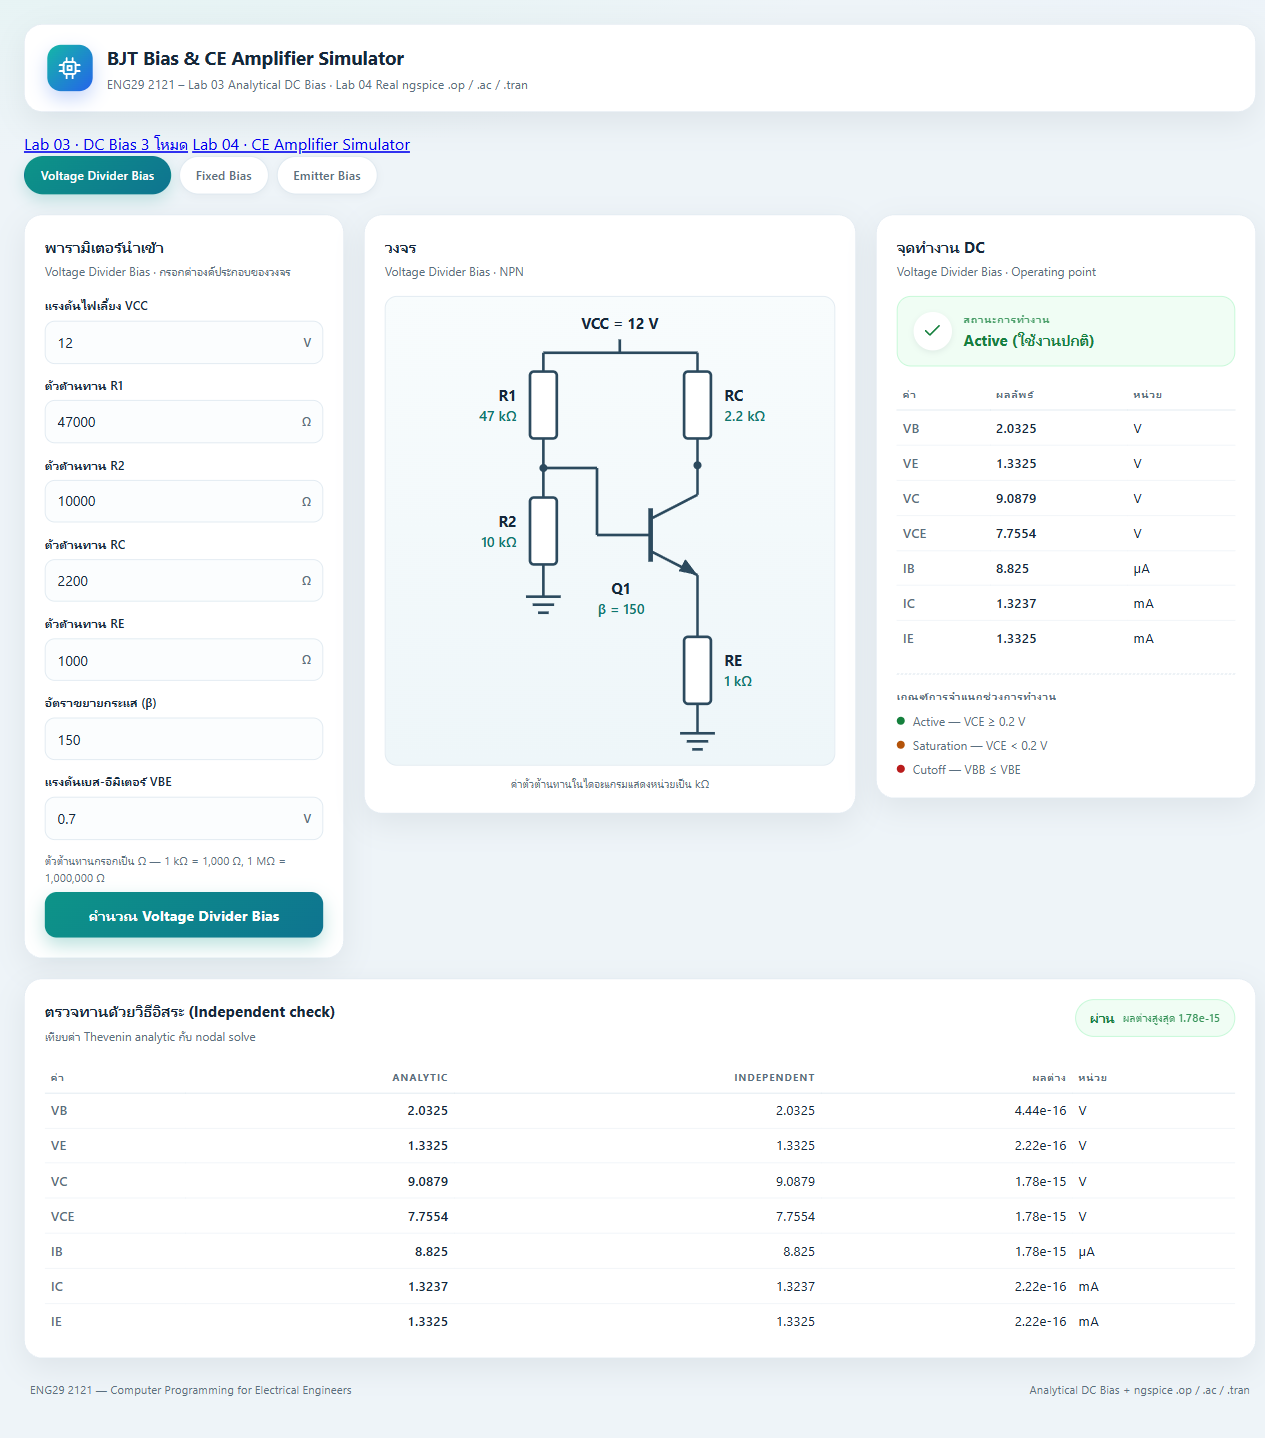 BJT Bias & CE Amplifier Simulator
ENG29 2121 – Lab 03 Analytical DC Bias · Lab 04 Real ngspice .op / .ac / .tran
Lab 03 · DC Bias 3 โหมด Lab 04 · CE Amplifier Simulator
Voltage Divider Bias Fixed Bias Emitter Bias
พารามิเตอร์นำเข้า
Voltage Divider Bias · กรอกค่าองค์ประกอบของวงจร
แรงดันไฟเลี้ยง VCC
12 V
ตัวต้านทาน R1
47000 Ω
ตัวต้านทาน R2
10000 Ω
ตัวต้านทาน RC
2200 Ω
ตัวต้านทาน RE
1000 Ω
อัตราขยายกระแส (β)
150
แรงดันเบส-อิมิเตอร์ VBE
0.7 V
ตัวต้านทานกรอกเป็น Ω — 1 kΩ = 1,000 Ω, 1 MΩ =
1,000,000 Ω
คำนวณ Voltage Divider Bias
วงจร
Voltage Divider Bias · NPN
VCC = 12 V
R1
47 kΩ
RC
2.2 kΩ
R2
10 kΩ
Q1
β = 150
RE
1 kΩ
ค่าตัวต้านทานในไดอะแกรมแสดงหน่วยเป็น kΩ
จุดทำงาน DC
Voltage Divider Bias · Operating point
สถานะการทำงาน
Active (ใช้งานปกติ)
ค่า ผลลัพธ์ หน่วย
VB 2.0325 V
VE 1.3325 V
VC 9.0879 V
VCE 7.7554 V
IB 8.825 µA
IC 1.3237 mA
IE 1.3325 mA
เกณฑ์การจำแนกช่วงการทำงาน
Active — VCE ≥ 0.2 V
Saturation — VCE < 0.2 V
Cutoff — VBB ≤ VBE
ตรวจทานด้วยวิธีอิสระ (Independent check)
เทียบค่า Thevenin analytic กับ nodal solve
ผ่าน ผลต่างสูงสุด 1.78e-15
ค่า ANALYTIC INDEPENDENT ผลต่าง หน่วย
VB 2.0325 2.0325 4.44e-16 V
VE 1.3325 1.3325 2.22e-16 V
VC 9.0879 9.0879 1.78e-15 V
VCE 7.7554 7.7554 1.78e-15 V
IB 8.825 8.825 1.78e-15 µA
IC 1.3237 1.3237 2.22e-16 mA
IE 1.3325 1.3325 2.22e-16 mA
ENG29 2121 — Computer Programming for Electrical Engineers
Analytical DC Bias + ngspice .op / .ac / .tran